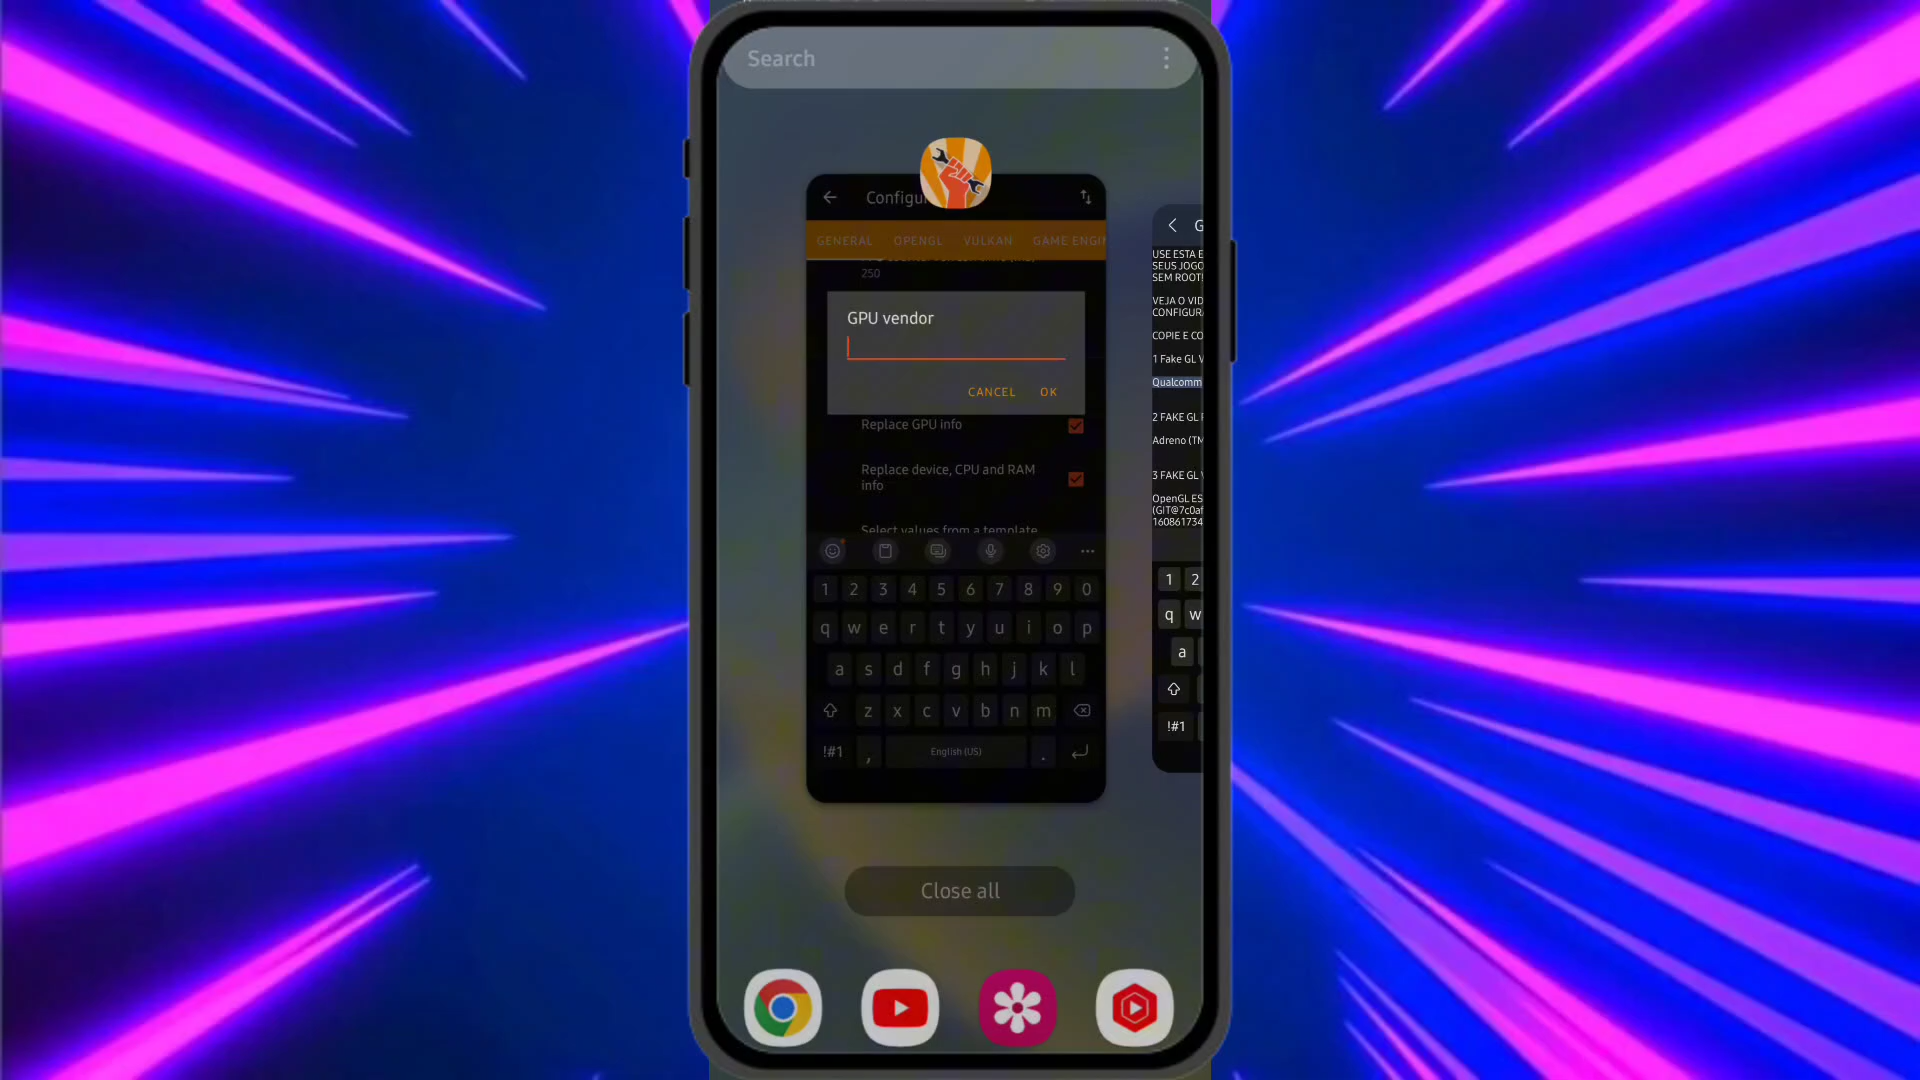 Search
Configu
GENERAL OPENGL VULKAN GAME ENGI
250
GPU vendor
CANCEL OK
Replace GPU info
Replace device, CPU and RAM
info
Select values from a template
1 2 3 4 5 6 7 8 9 0
q w e r t y u i o p
a s d f g h j k l
z x c v b n m
!#1 , English (US) .
G
USE ESTA E
SEUS JOGO
SEM ROOT
VEJA O VID
CONFIGUR
COPIE E CO
1 Fake GL V
Qualcomm
2 FAKE GL
Adreno (TM
3 FAKE GL V
OpenGL ES
(GIT@7c0af
160861734
1 2
q w
a
!#1
Close all